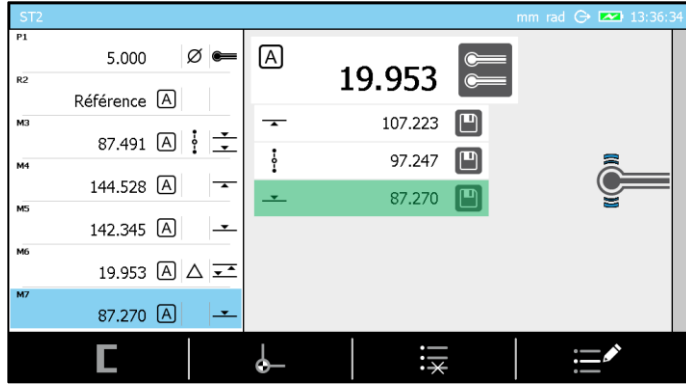 ST2 mm rad 13:36:34
P1
5.000 Ø
R2
Référence A
M3
87.491 A
M4
144.528 A
M5
142.345 A
M6
19.953 A
M7
87.270 A
A
19.953
107.223
97.247
87.270